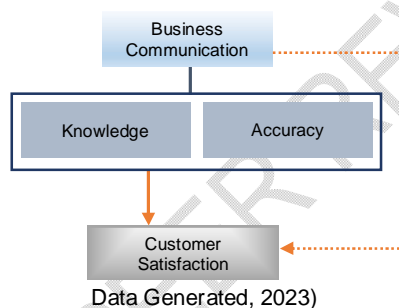 Business
Communication
Knowledge
Accuracy
Customer
Satisfaction
Data Generated, 2023)